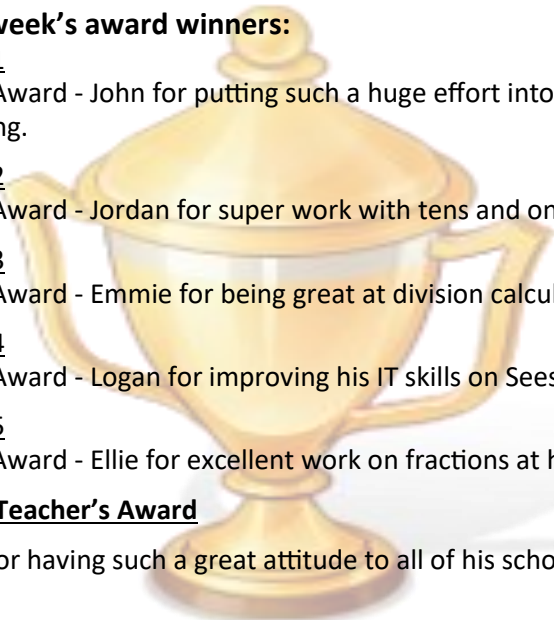 week's award winners:
1
Award - John for putting such a huge effort into
ng.
2
Award - Jordan for super work with tens and on
3
Award - Emmie for being great at division calcul
4
Award - Logan for improving his IT skills on Sees
5
Award - Ellie for excellent work on fractions at h
Teacher's Award
or having such a great attitude to all of his scho